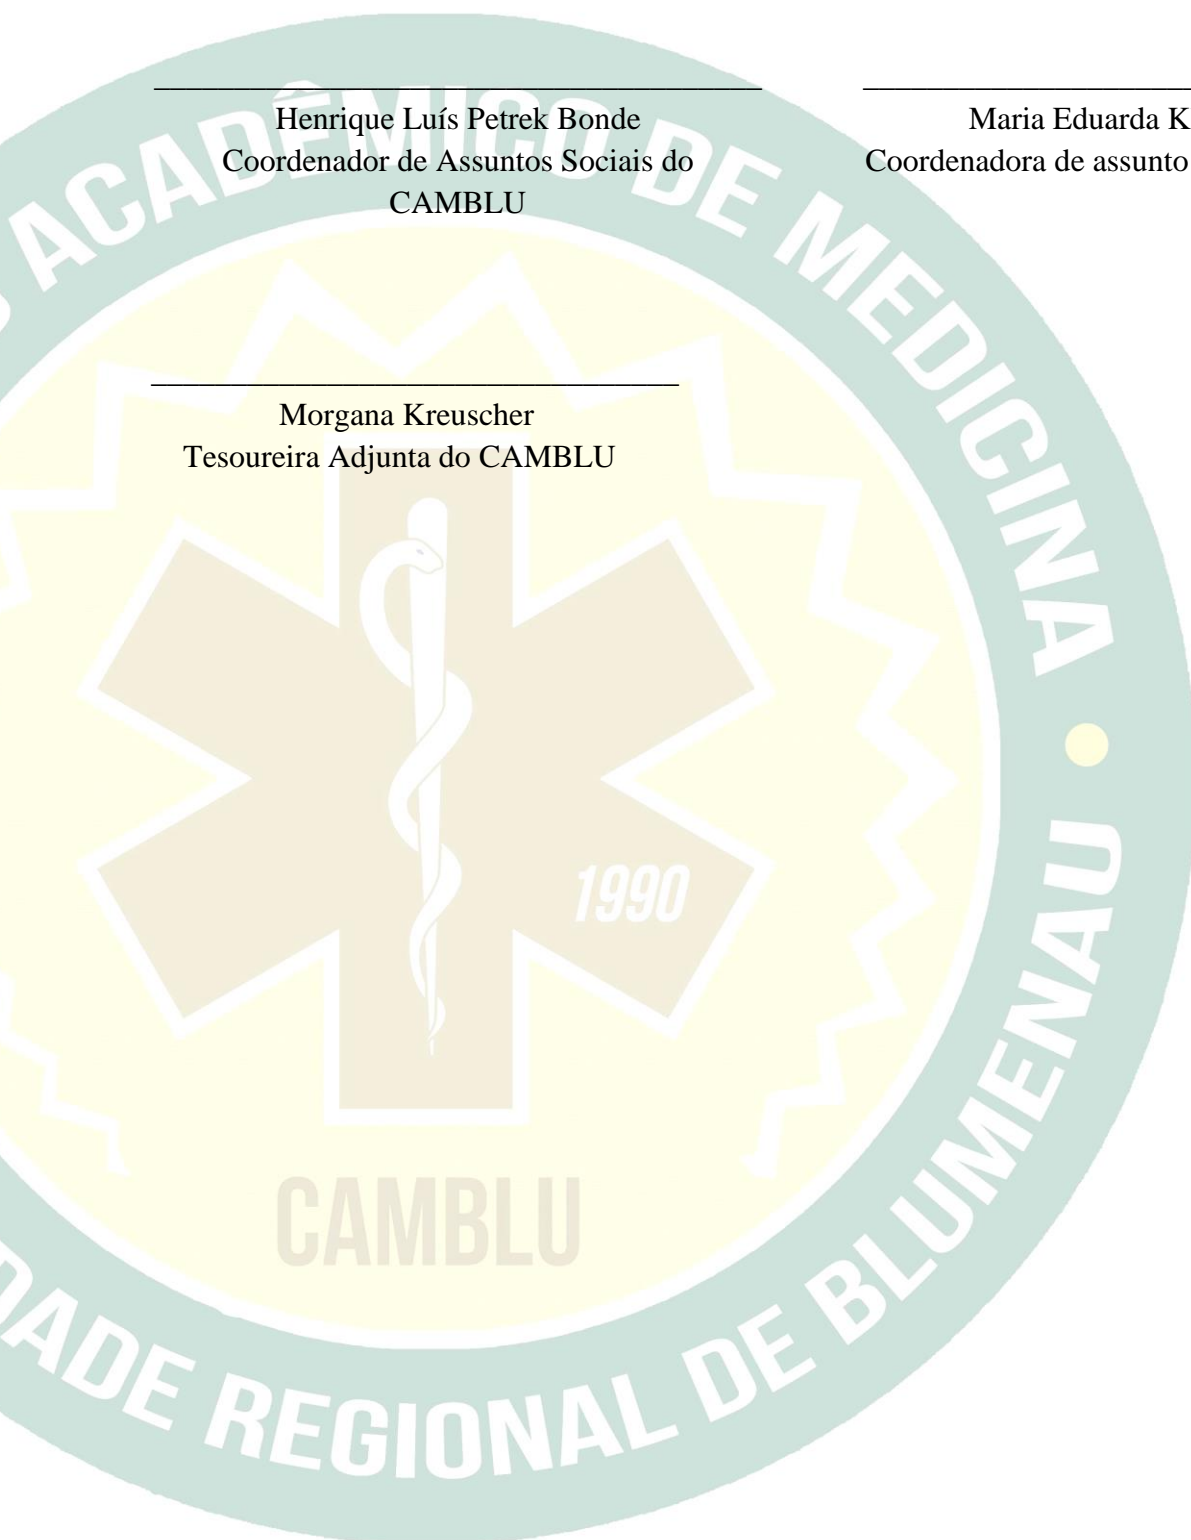 Henrique Luís Petrek Bonde
Coordenador de Assuntos Sociais do
CAMBLU
Maria Eduarda K
Coordenadora de assunto
Morgana Kreuscher
Tesoureira Adjunta do CAMBLU
ACADÊMICO DE MEDICINA
1990
CAMBLU
DADE REGIONAL DE BLUMENAU